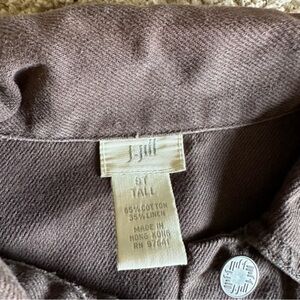 J.Jill
ST
TALL
65% COTTON
35% LINEN
MADE IN
HONG KONG
RN 97641